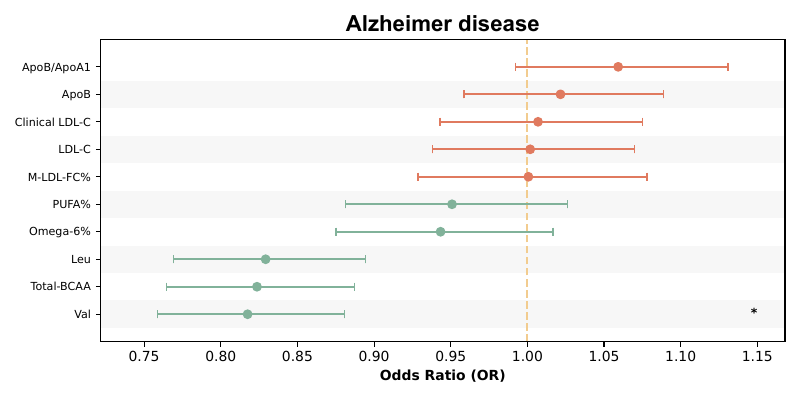 Alzheimer disease
ApoB/ApoA1
ApoB
Clinical LDL-C
LDL-C
M-LDL-FC%
PUFA%
Omega-6%
Leu
Total-BCAA
Val *
0.75 0.80 0.85 0.90 0.95 1.00 1.05 1.10 1.15
Odds Ratio (OR)